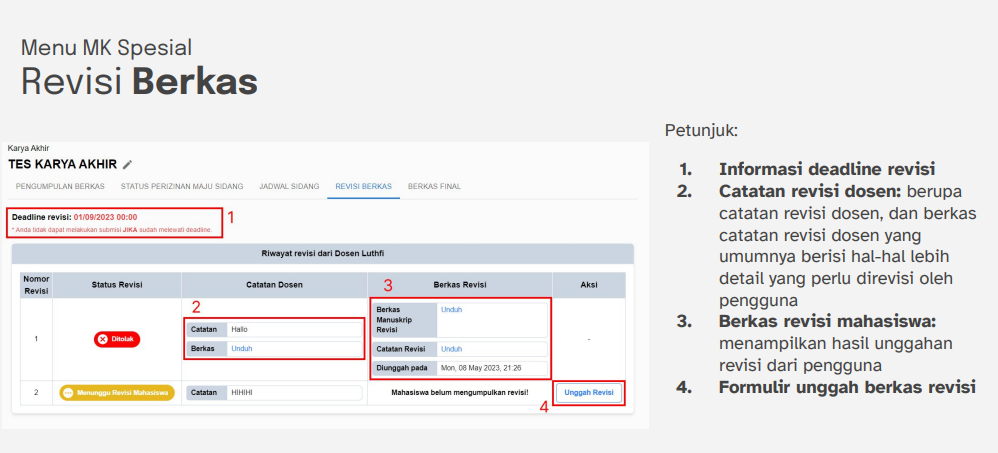 Menu MK Spesial
Revisi Berkas
Karya Akhir
TES KARYA AKHIR
PENGUMPULAN BERKAS STATUS PERIZINAN MAJU SIDANG JADWAL SIDANG REVISI BERKAS BERKAS FINAL
Deadline revisi: 01/09/2023 00:00
* Anda tidak dapat melakukan submisi JIKA sudah melewati deadline.
1
Riwayat revisi dari Dosen Luthfi
Nomor Revisi Status Revisi Catatan Dosen Berkas Revisi Aksi
2
3
1 Ditolak
Catatan Hallo
Berkas Unduh
Berkas Manuskrip Revisi Unduh
Catatan Revisi Unduh
Diunggah pada Mon, 08 May 2023, 21.26
-
2 Menunggu Revisi Mahasiswa Catatan HIHIHI Mahasiswa belum mengumpulkan revisi! Unggah Revisi
4
Petunjuk:
1. Informasi deadline revisi
2. Catatan revisi dosen: berupa
catatan revisi dosen, dan berkas
catatan revisi dosen yang
umumnya berisi hal-hal lebih
detail yang perlu direvisi oleh
pengguna
3. Berkas revisi mahasiswa:
menampilkan hasil unggahan
revisi dari pengguna
4. Formulir unggah berkas revisi